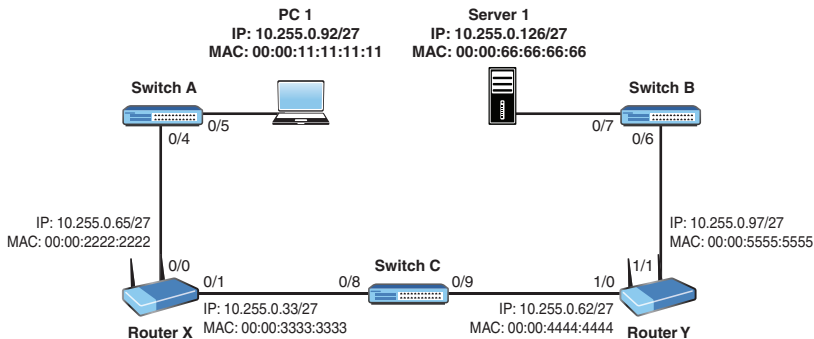 PC 1
IP: 10.255.0.92/27
MAC: 00:00:11:11:11:11
Server 1
IP: 10.255.0.126/27
MAC: 00:00:66:66:66:66
Switch A
0/4
0/5
Switch B
0/7
0/6
IP: 10.255.0.65/27
MAC: 00:00:2222:2222
IP: 10.255.0.97/27
MAC: 00:00:5555:5555
0/0
0/1
Switch C
0/8
0/9
1/0
1/1
IP: 10.255.0.33/27
MAC: 00:00:3333:3333
Router X
IP: 10.255.0.62/27
MAC: 00:00:4444:4444
Router Y